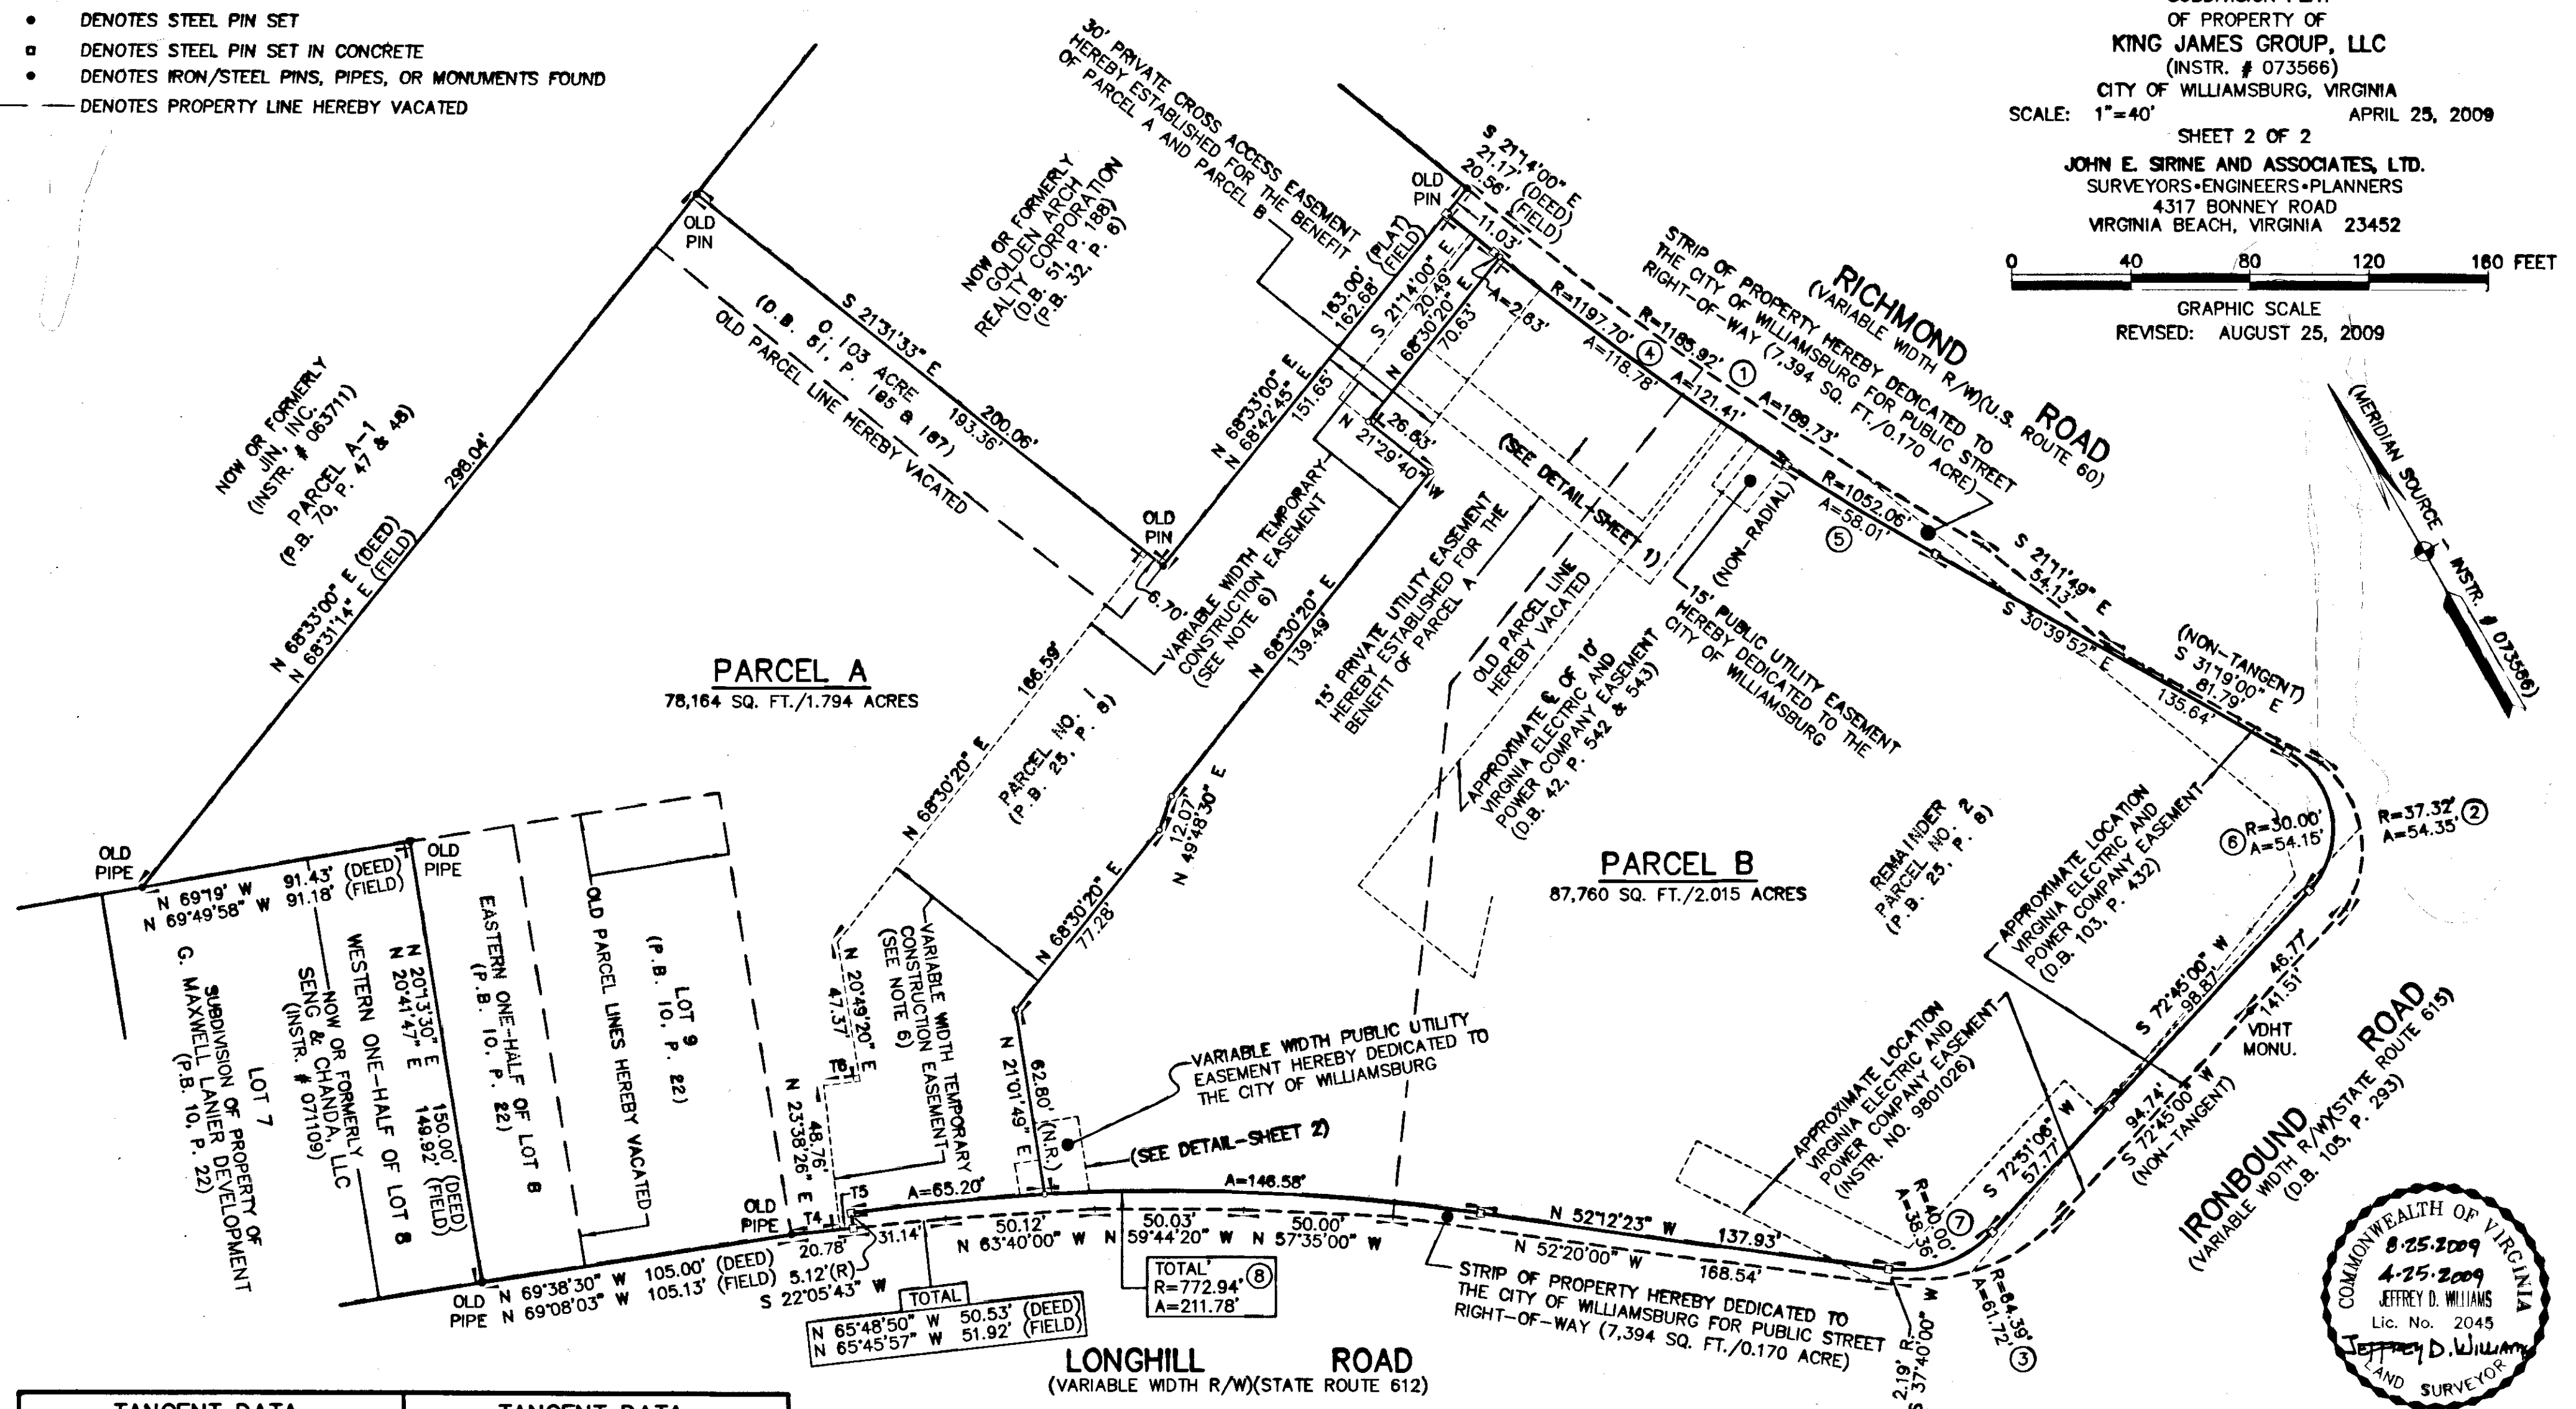 DENOTES STEEL PIN SET
DENOTES STEEL PIN SET IN CONCRETE
DENOTES IRON/STEEL PINS, PIPES, OR MONUMENTS FOUND
DENOTES PROPERTY LINE HEREBY VACATED
OF PROPERTY OF
KING JAMES GROUP, LLC
(INSTR. # 073566)
CITY OF WILLIAMSBURG, VIRGINIA
SCALE: 1"=40' APRIL 25, 2009
SHEET 2 OF 2
JOHN E. SIRINE AND ASSOCIATES, LTD.
SURVEYORS•ENGINEERS•PLANNERS
4317 BONNEY ROAD
VIRGINIA BEACH, VIRGINIA 23452
0 40 80 120 160 FEET
GRAPHIC SCALE
REVISED: AUGUST 25, 2009
(MERIDIAN SOURCE - INSTR. # 073566)
30' PRIVATE CROSS ACCESS EASEMENT
HEREBY ESTABLISHED FOR THE BENEFIT
OF PARCEL A AND PARCEL B
NOW OR FORMERLY
GOLDEN ARCH
REALTY CORPORATION
(D.B. 51, P. 188)
(P.B. 32, P. 6)
OLD
PIN
S 21°31'33" E
200.06'
0.103 ACRE 193.36'
(D.B. 51, P. 185 & 187)
OLD PARCEL LINE HEREBY VACATED
NOW OR FORMERLY
JIN, INC.
(INSTR. # 063711)
PARCEL A-1
(P.B. 70, P. 47 & 48)
298.04'
N 68°33'00" E (DEED)
N 68°31'14" E (FIELD)
OLD
PIN
6.70'
163.00' (PLAT)
162.68' (FIELD)
N 68°33'00" E
N 68°42'45" E
151.65'
OLD
PIN
S 21°14'00" E
21.17' (DEED)
20.56' (FIELD)
11.03'
S 21°14'00" E
20.49'
N 68°30'20" E
70.63'
A=2.63'
26.63'
N 21°29'40" W
R=1197.70' (4)
A=118.78'
R=1185.92' (1) A=189.73'
A=121.41'
STRIP OF PROPERTY HEREBY DEDICATED TO
THE CITY OF WILLIAMSBURG FOR PUBLIC STREET
RIGHT-OF-WAY (7,394 SQ. FT./0.170 ACRE)
RICHMOND ROAD
(VARIABLE WIDTH R/W)(U.S. ROUTE 60)
R=1052.06'
A=58.01'
(5)
S 21°11'49" E
54.13'
S 30°39'52" E
135.64'
(NON-TANGENT)
S 31°19'00" E
81.79'
(SEE DETAIL-SHEET 1)
(NON-RADIAL)
15' PUBLIC UTILITY EASEMENT
HEREBY DEDICATED TO THE
CITY OF WILLIAMSBURG
15' PRIVATE UTILITY EASEMENT
HEREBY ESTABLISHED FOR THE
BENEFIT OF PARCEL A
OLD PARCEL LINE
HEREBY VACATED
APPROXIMATE ℄ OF 10'
VIRGINIA ELECTRIC AND
POWER COMPANY EASEMENT
(D.B. 42, P. 542 & 543)
VARIABLE WIDTH TEMPORARY
CONSTRUCTION EASEMENT
(SEE NOTE 6)
N 68°30'20" E
139.49'
PARCEL A
78,164 SQ. FT./1.794 ACRES
186.59'
N 68°30'20" E
PARCEL NO. 1
(P.B. 25, P. 8)
12.07'
N 49°48'30" E
N 68°30'20" E
77.28'
PARCEL B
87,760 SQ. FT./2.015 ACRES
REMAINDER
PARCEL NO. 2
(P.B. 25, P. 8)
APPROXIMATE LOCATION
VIRGINIA ELECTRIC AND
POWER COMPANY EASEMENT
(D.B. 103, P. 432)
(6) R=30.00'
A=54.15'
R=37.32' (2)
A=54.35'
S 72°45'00" W
98.87'
46.77'
141.51'
VDHT
MONU.
94.74'
S 72°45'00" W
(NON-TANGENT)
IRONBOUND ROAD
(VARIABLE WIDTH R/W)(STATE ROUTE 615)
(D.B. 105, P. 293)
APPROXIMATE LOCATION
VIRGINIA ELECTRIC AND
POWER COMPANY EASEMENT
(INSTR. NO. 9801026)
S 72°51'06" W
57.77'
R=40.00'
A=38.36'
(7)
R=64.39'
A=61.72'
(3)
2.19' R.
S 37°40'00" W
OLD
PIPE
N 69°19' W 91.43' (DEED)
N 69°49'58" W 91.18' (FIELD)
OLD
PIPE
LOT 7
SUBDIVISION OF PROPERTY OF
G. MAXWELL LANIER DEVELOPMENT
(P.B. 10, P. 22)
WESTERN ONE-HALF OF LOT 8
NOW OR FORMERLY
SENG & CHANDA, LLC
(INSTR. # 071109)
N 20°13'30" E 150.00' (DEED)
N 20°41'47" E 149.92' (FIELD)
EASTERN ONE-HALF OF LOT 8
(P.B. 10, P. 22)
OLD PARCEL LINES HEREBY VACATED
LOT 9
(P.B. 10, P. 22)
N 20°49'20" E
47.37'
T6
48.76'
N 23°38'26" E
VARIABLE WIDTH TEMPORARY
CONSTRUCTION EASEMENT
(SEE NOTE 6)
62.80' (N.R.)
N 21°01'49" E
VARIABLE WIDTH PUBLIC UTILITY
EASEMENT HEREBY DEDICATED TO
THE CITY OF WILLIAMSBURG
(SEE DETAIL-SHEET 2)
OLD
PIPE
T4
T5
A=65.20'
A=146.58'
20.78'
31.14'
50.12'
N 63°40'00" W
50.03'
N 59°44'20" W
50.00'
N 57°35'00" W
N 52°12'23" W 137.93'
N 52°20'00" W 168.54'
OLD
PIPE
N 69°38'30" W 105.00' (DEED)
N 69°08'03" W 105.13' (FIELD)
5.12'(R)
S 22°05'43" W
TOTAL
N 65°48'50" W 50.53' (DEED)
N 65°45'57" W 51.92' (FIELD)
TOTAL
R=772.94' (8)
A=211.78'
STRIP OF PROPERTY HEREBY DEDICATED TO
THE CITY OF WILLIAMSBURG FOR PUBLIC STREET
RIGHT-OF-WAY (7,394 SQ. FT./0.170 ACRE)
LONGHILL ROAD
(VARIABLE WIDTH R/W)(STATE ROUTE 612)
COMMONWEALTH OF VIRGINIA
8-25-2009
4-25-2009
JEFFREY D. WILLIAMS
Lic. No. 2045
Jeffrey D. Williams
LAND SURVEYOR
TANGENT DATA
TANGENT DATA